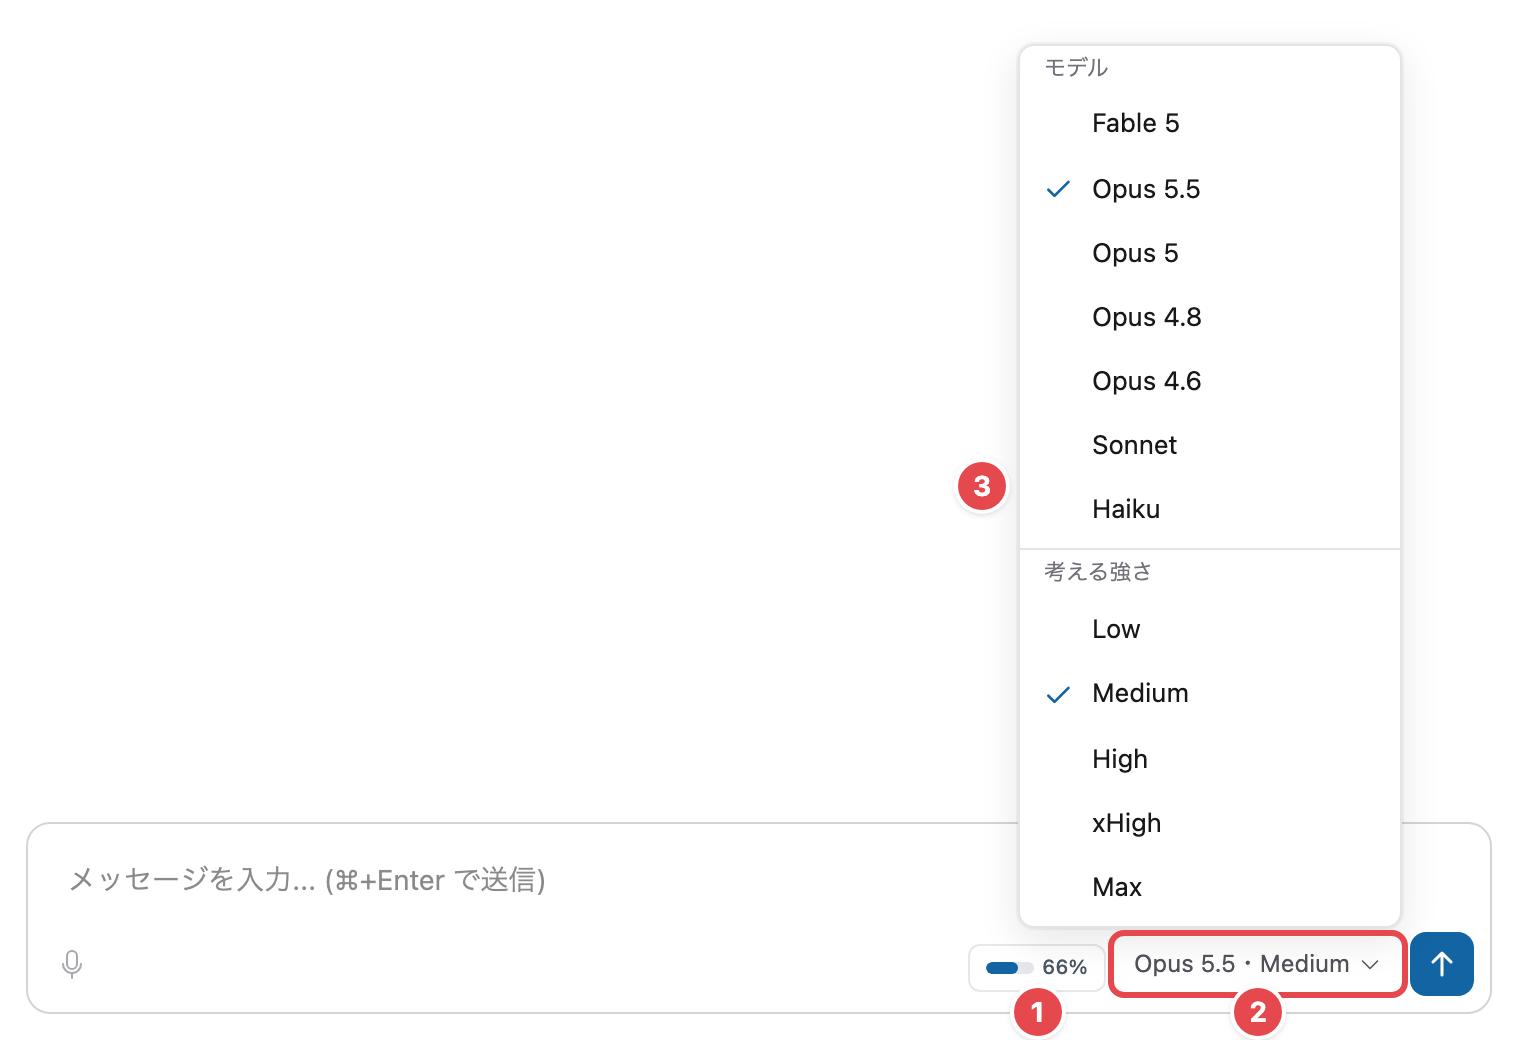 モデル
Fable 5
Opus 5.5
Opus 5
Opus 4.8
Opus 4.6
Sonnet
3
Haiku
考える強さ
Low
Medium
High
xHigh
Max
メッセージを入力... (⌘+Enter で送信)
66%
Opus 5.5・Medium
1
2